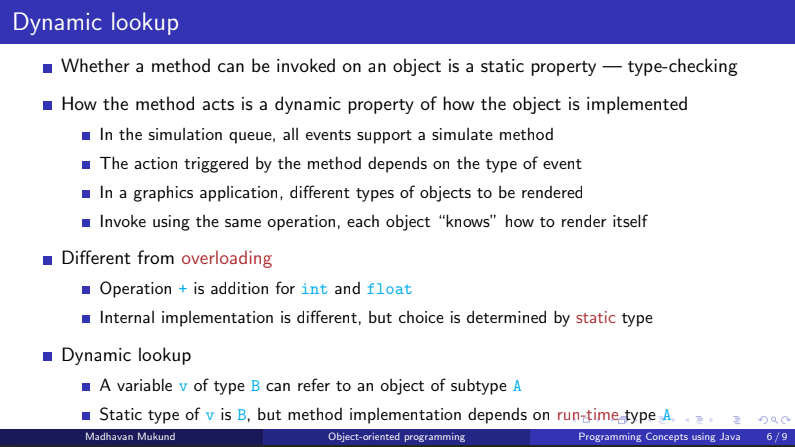 Dynamic lookup
Whether a method can be invoked on an object is a static property — type-checking
How the method acts is a dynamic property of how the object is implemented
In the simulation queue, all events support a simulate method
The action triggered by the method depends on the type of event
In a graphics application, different types of objects to be rendered
Invoke using the same operation, each object “knows” how to render itself
Different from overloading
Operation + is addition for int and float
Internal implementation is different, but choice is determined by static type
Dynamic lookup
A variable v of type B can refer to an object of subtype A
Static type of v is B, but method implementation depends on run-time type A
Madhavan Mukund Object-oriented programming Programming Concepts using Java 6 / 9